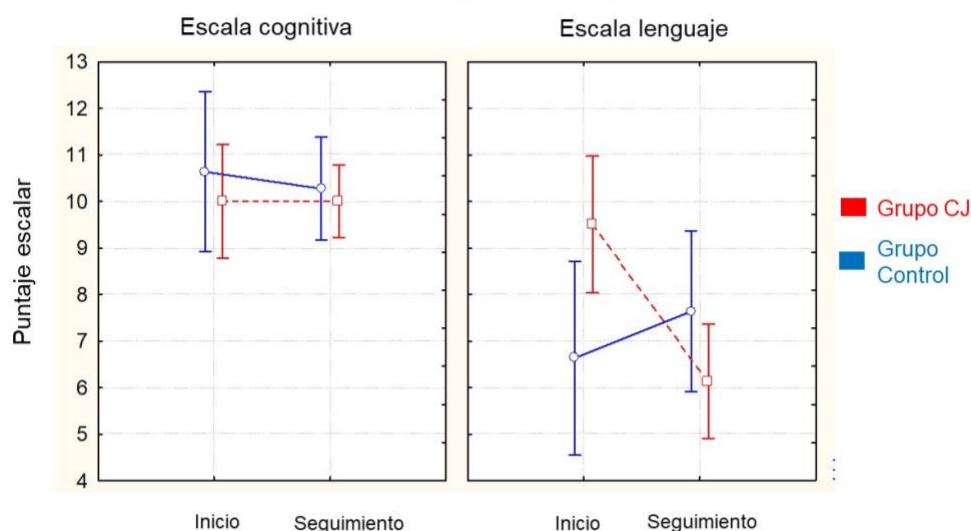 Escala cognitiva
Escala lenguaje
Puntaje escalar
13
12
11
10
9
8
7
6
5
4
Inicio
Seguimiento
Inicio
Seguimiento
Grupo CJ
Grupo
Control